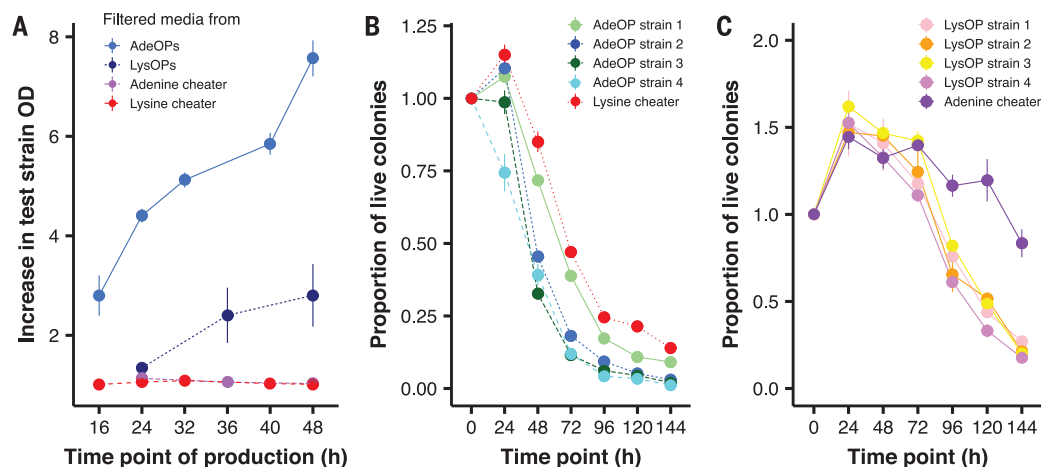 A
Filtered media from
AdeOPs
LysOPs
Adenine cheater
Lysine cheater
Increase in test strain OD
8
6
4
2
16 24 32 36 40 48
Time point of production (h)
B
AdeOP strain 1
AdeOP strain 2
AdeOP strain 3
AdeOP strain 4
Lysine cheater
Proportion of live colonies
1.25
1.00
0.75
0.50
0.25
0.00
0 24 48 72 96 120 144
Time point (h)
C
LysOP strain 1
LysOP strain 2
LysOP strain 3
LysOP strain 4
Adenine cheater
Proportion of live colonies
2.0
1.5
1.0
0.5
0.0
0 24 48 72 96 120 144
Time point (h)